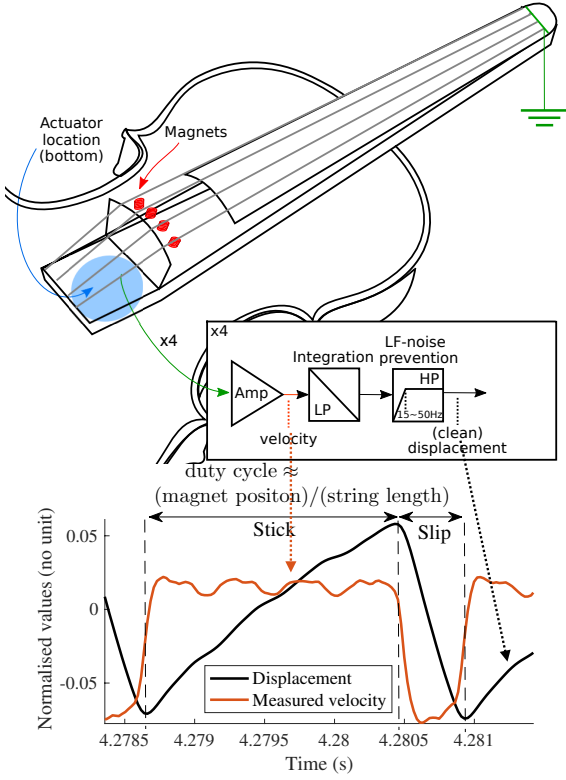 Actuator
location
(bottom)
Magnets
x4
x4
Amp
Integration
LP
LF-noise
prevention
HP
15~50Hz
velocity
(clean)
displacement
duty cycle ≈
(magnet positon)/(string length)
Stick
Slip
Normalised values (no unit)
0.05
0
-0.05
Displacement
Measured velocity
4.2785 4.279 4.2795 4.28 4.2805 4.281
Time (s)